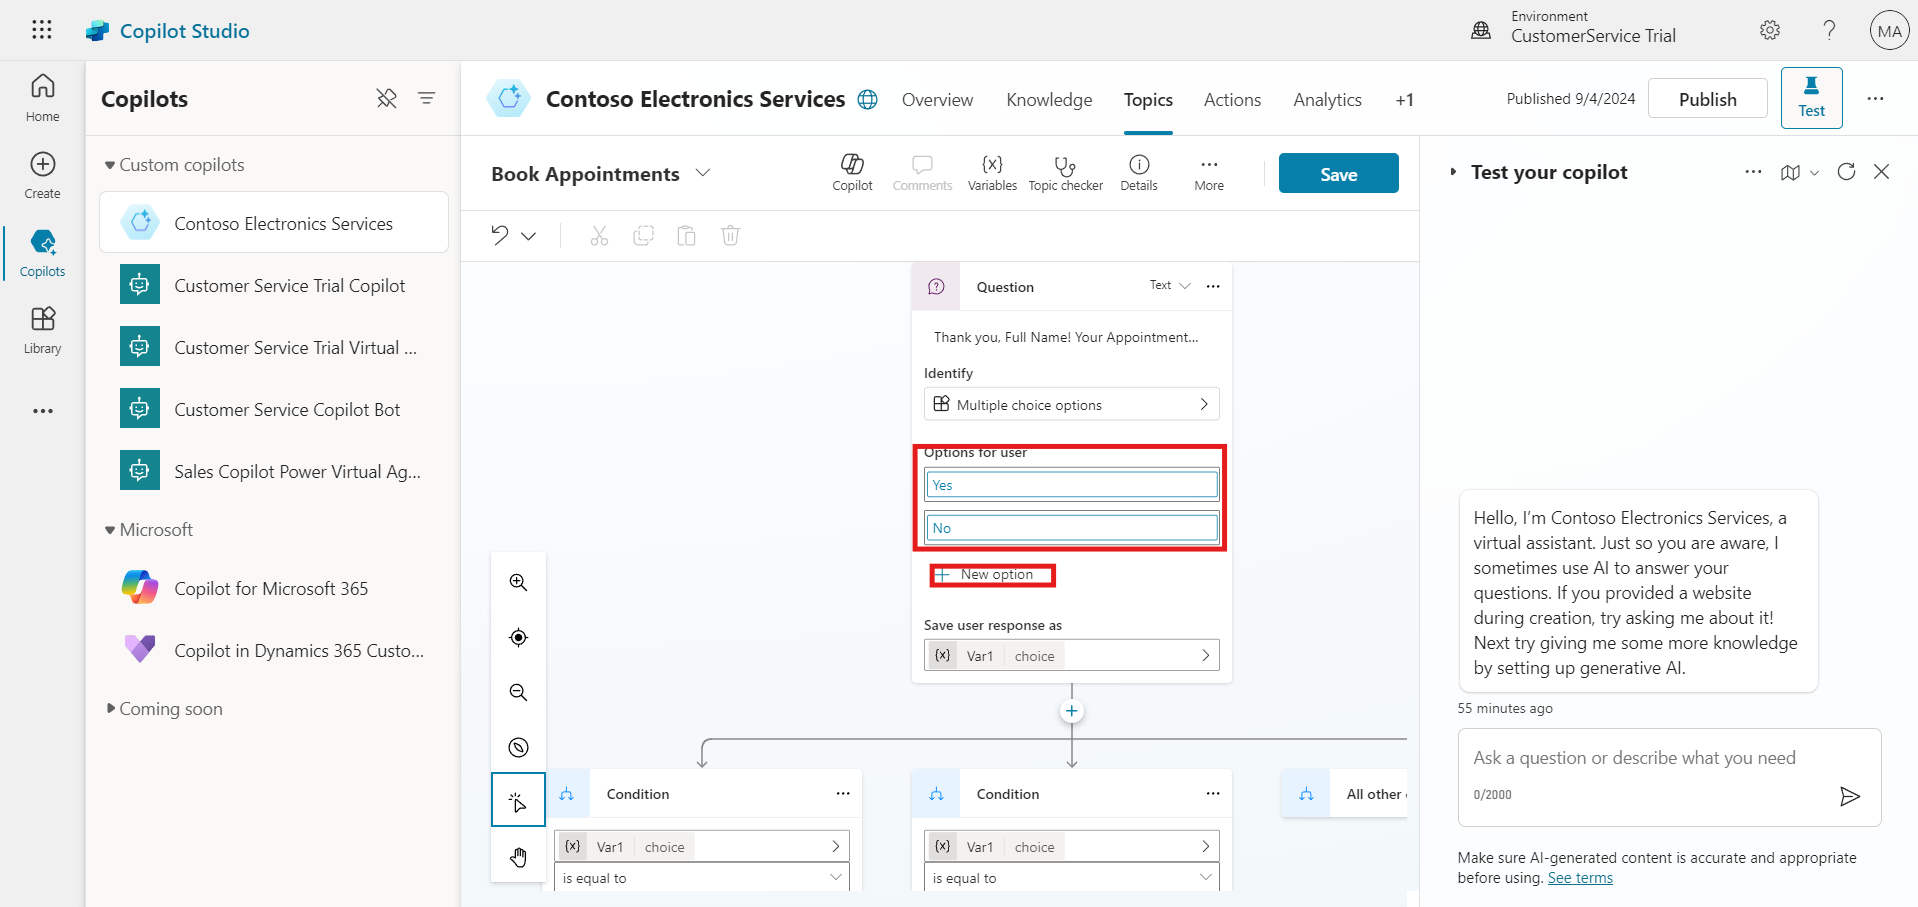 Copilot Studio
Environment
CustomerService Trial
MA
Home
Create
Copilots
Library
Copilots
Custom copilots
Contoso Electronics Services
Customer Service Trial Copilot
Customer Service Trial Virtual ...
Customer Service Copilot Bot
Sales Copilot Power Virtual Ag...
Microsoft
Copilot for Microsoft 365
Copilot in Dynamics 365 Custo...
Coming soon
Contoso Electronics Services
Overview
Knowledge
Topics
Actions
Analytics
+1
Published 9/4/2024
Publish
Test
Book Appointments
Copilot
Comments
Variables
Topic checker
Details
More
Save
Question
Text
Thank you, Full Name! Your Appointment...
Identify
Multiple choice options
Options for user
Yes
No
New option
Save user response as
{x} Var1 choice
Condition
{x} Var1 choice
is equal to
Condition
{x} Var1 choice
is equal to
All other
Test your copilot
Hello, I'm Contoso Electronics Services, a
virtual assistant. Just so you are aware, I
sometimes use AI to answer your
questions. If you provided a website
during creation, try asking me about it!
Next try giving me some more knowledge
by setting up generative AI.
55 minutes ago
Ask a question or describe what you need
0/2000
Make sure AI-generated content is accurate and appropriate
before using. See terms